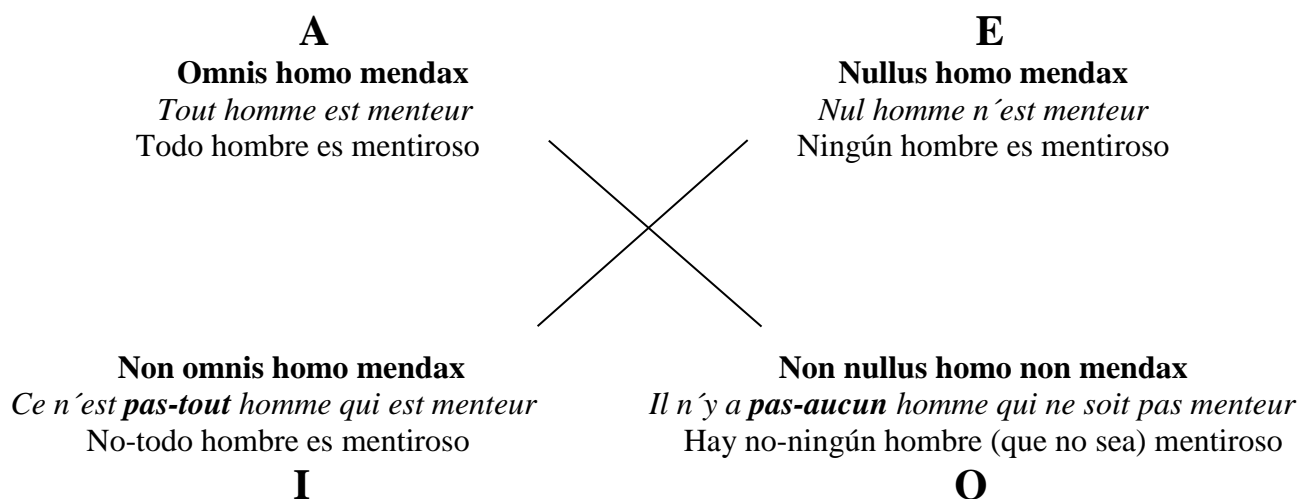 A
Omnis homo mendax
Tout homme est menteur
Todo hombre es mentiroso
E
Nullus homo mendax
Nul homme n´est menteur
Ningún hombre es mentiroso
Non omnis homo mendax
Ce n´est pas-tout homme qui est menteur
No-todo hombre es mentiroso
I
Non nullus homo non mendax
Il n´y a pas-aucun homme qui ne soit pas menteur
Hay no-ningún hombre (que no sea) mentiroso
O